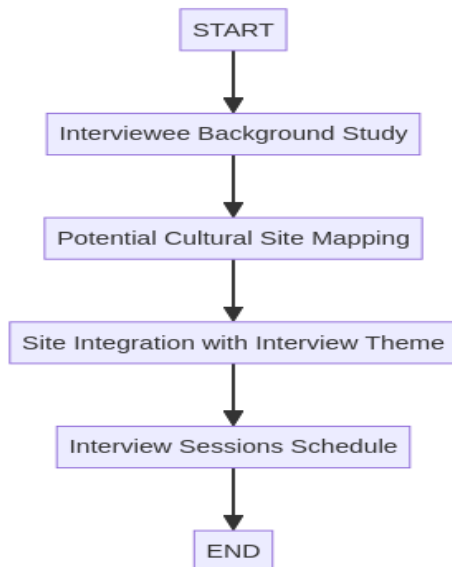 START
Interviewee Background Study
Potential Cultural Site Mapping
Site Integration with Interview Theme
Interview Sessions Schedule
END